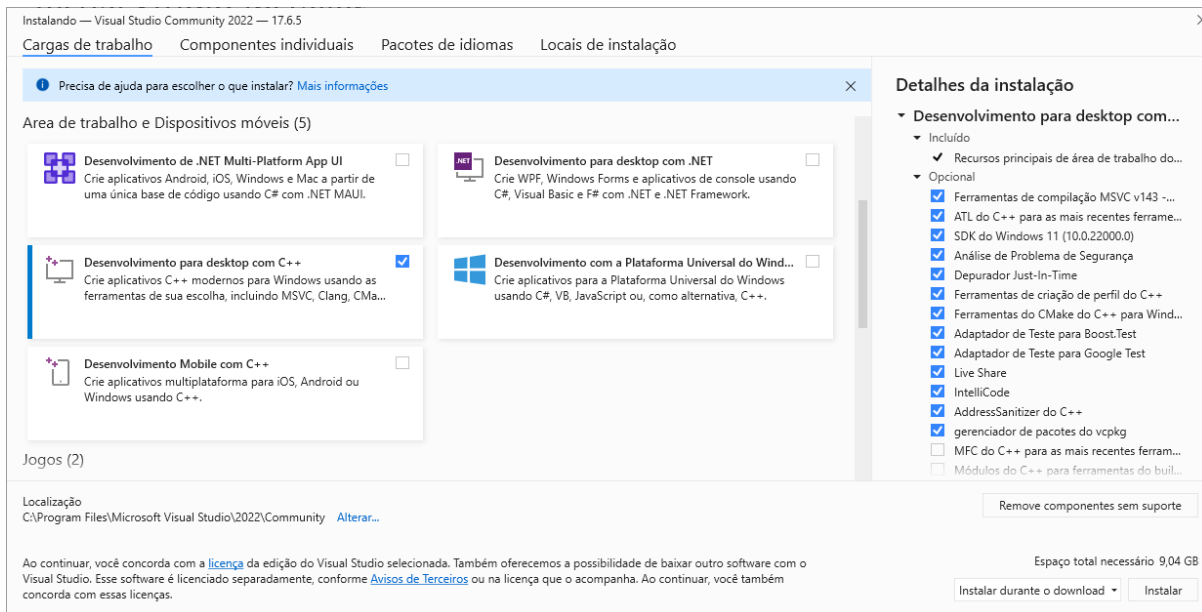 Instalando — Visual Studio Community 2022 — 17.6.5
Cargas de trabalho Componentes individuais Pacotes de idiomas Locais de instalação
Precisa de ajuda para escolher o que instalar? Mais informações
Area de trabalho e Dispositivos móveis (5)
Desenvolvimento de .NET Multi-Platform App UI
Crie aplicativos Android, iOS, Windows e Mac a partir de
uma única base de código usando C# com .NET MAUI.
.NET
Desenvolvimento para desktop com .NET
Crie WPF, Windows Forms e aplicativos de console usando
C#, Visual Basic e F# com .NET e .NET Framework.
Desenvolvimento para desktop com C++
Crie aplicativos C++ modernos para Windows usando as
ferramentas de sua escolha, incluindo MSVC, Clang, CMa...
Desenvolvimento com a Plataforma Universal do Wind...
Crie aplicativos para a Plataforma Universal do Windows
usando C#, VB, JavaScript ou, como alternativa, C++.
Desenvolvimento Mobile com C++
Crie aplicativos multiplataforma para iOS, Android ou
Windows usando C++.
Jogos (2)
Detalhes da instalação
Desenvolvimento para desktop com...
Incluído
Recursos principais de área de trabalho do...
Opcional
Ferramentas de compilação MSVC v143 -...
ATL do C++ para as mais recentes ferrame...
SDK do Windows 11 (10.0.22000.0)
Análise de Problema de Segurança
Depurador Just-In-Time
Ferramentas de criação de perfil do C++
Ferramentas do CMake do C++ para Wind...
Adaptador de Teste para Boost.Test
Adaptador de Teste para Google Test
Live Share
IntelliCode
AddressSanitizer do C++
gerenciador de pacotes do vcpkg
MFC do C++ para as mais recentes ferram...
Módulos do C++ para ferramentas do buil...
Localização
C:\Program Files\Microsoft Visual Studio\2022\Community Alterar...
Remove componentes sem suporte
Ao continuar, você concorda com a licença da edição do Visual Studio selecionada. Também oferecemos a possibilidade de baixar outro software com o
Visual Studio. Esse software é licenciado separadamente, conforme Avisos de Terceiros ou na licença que o acompanha. Ao continuar, você também
concorda com essas licenças.
Espaço total necessário 9,04 GB
Instalar durante o download Instalar